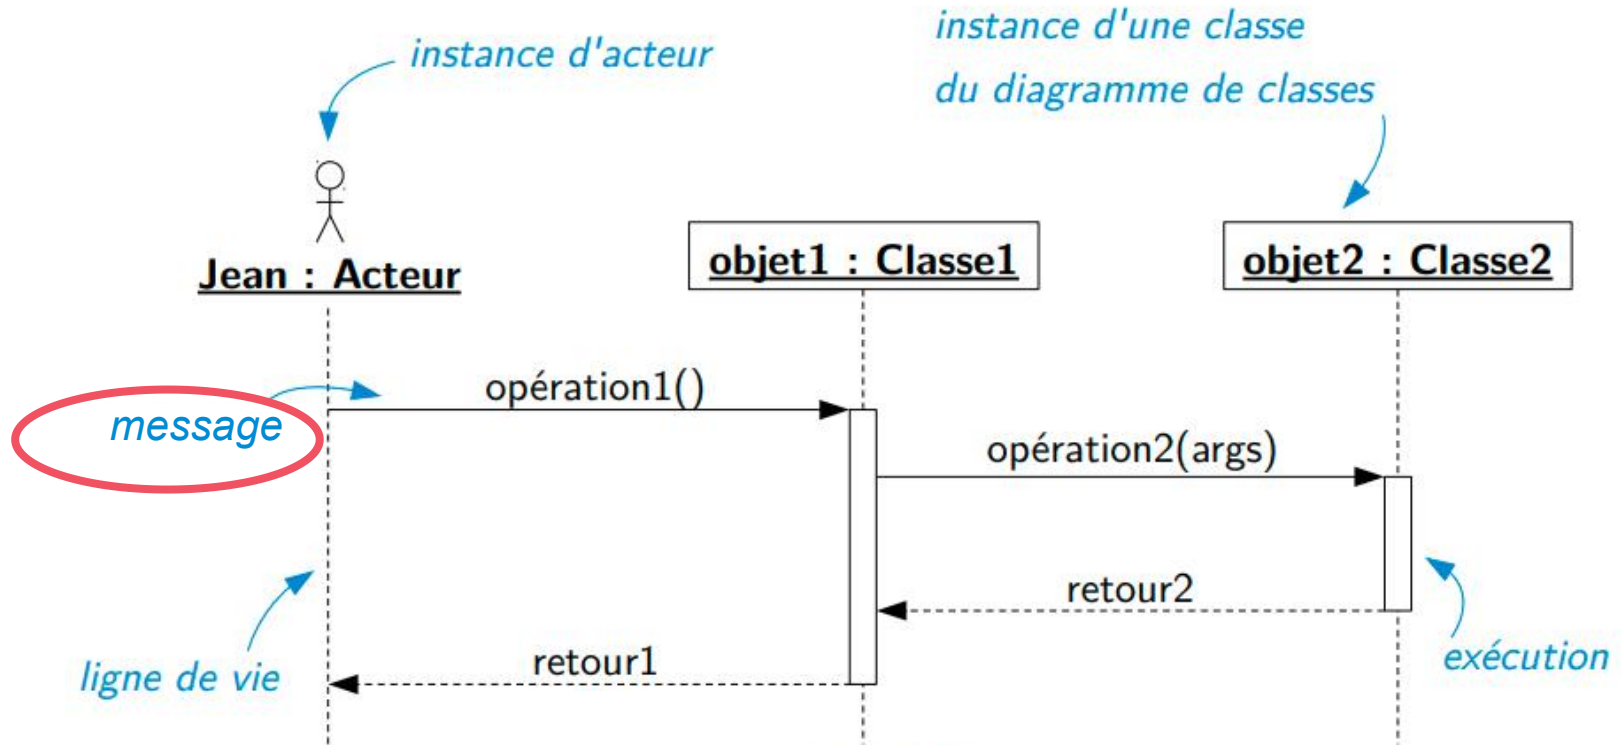 instance d'acteur
instance d'une classe
du diagramme de classes
Jean : Acteur
objet1 : Classe1
objet2 : Classe2
message
opération1()
opération2(args)
retour2
retour1
ligne de vie
exécution